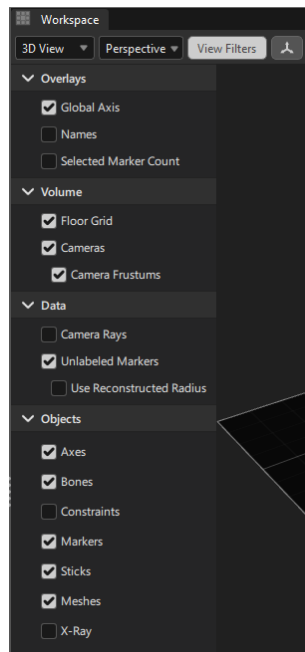 Workspace
3D View Perspective View Filters
Overlays
Global Axis
Names
Selected Marker Count
Volume
Floor Grid
Cameras
Camera Frustums
Data
Camera Rays
Unlabeled Markers
Use Reconstructed Radius
Objects
Axes
Bones
Constraints
Markers
Sticks
Meshes
X-Ray